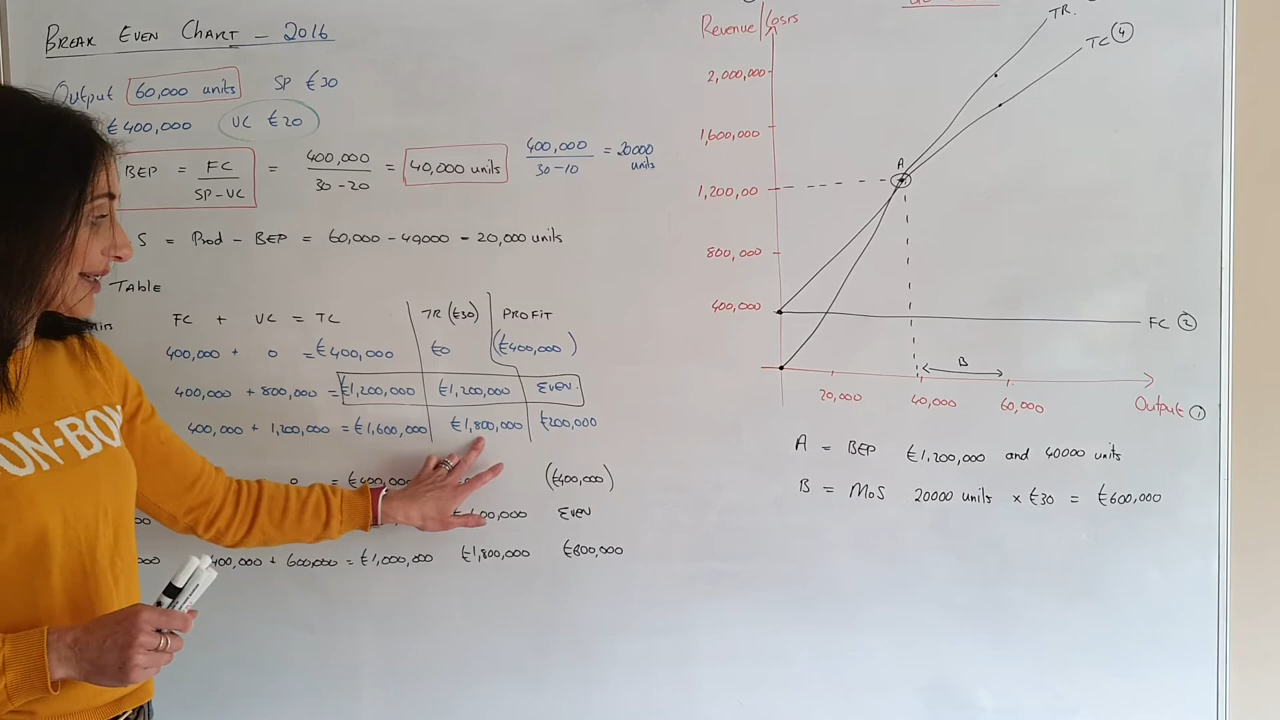 BREAK EVEN CHART - 2016
Output 60,000 units SP €30
€400,000 VC €20
BEP = FC / SP-VC = 400,000 / 30-20 = 40,000 units 400,000 / 30-10 = 20000 units
S = Prod - BEP = 60,000 - 40000 - 20,000 units
TABLE
FC + VC = TC TR (€30) PROFIT
400,000 + 0 = €400,000 €0 (€400,000)
400,000 + 800,000 = €1,200,000 €1,200,000 EVEN.
400,000 + 1,200,000 = €1,600,000 €1,800,000 €200,000
0 = €400,000 (€400,000)
EVEN
400,000 + 600,000 = €1,000,000 €1,800,000 €800,000
ON-BO
Revenue/Costs
TR.
TC 4
2,000,000
1,600,000
A
1,200,00
800,000
400,000
FC 2
B
20,000 40,000 60,000
Output 1
A = BEP €1,200,000 and 40000 units
B = MoS 20000 units x €30 = €600,000